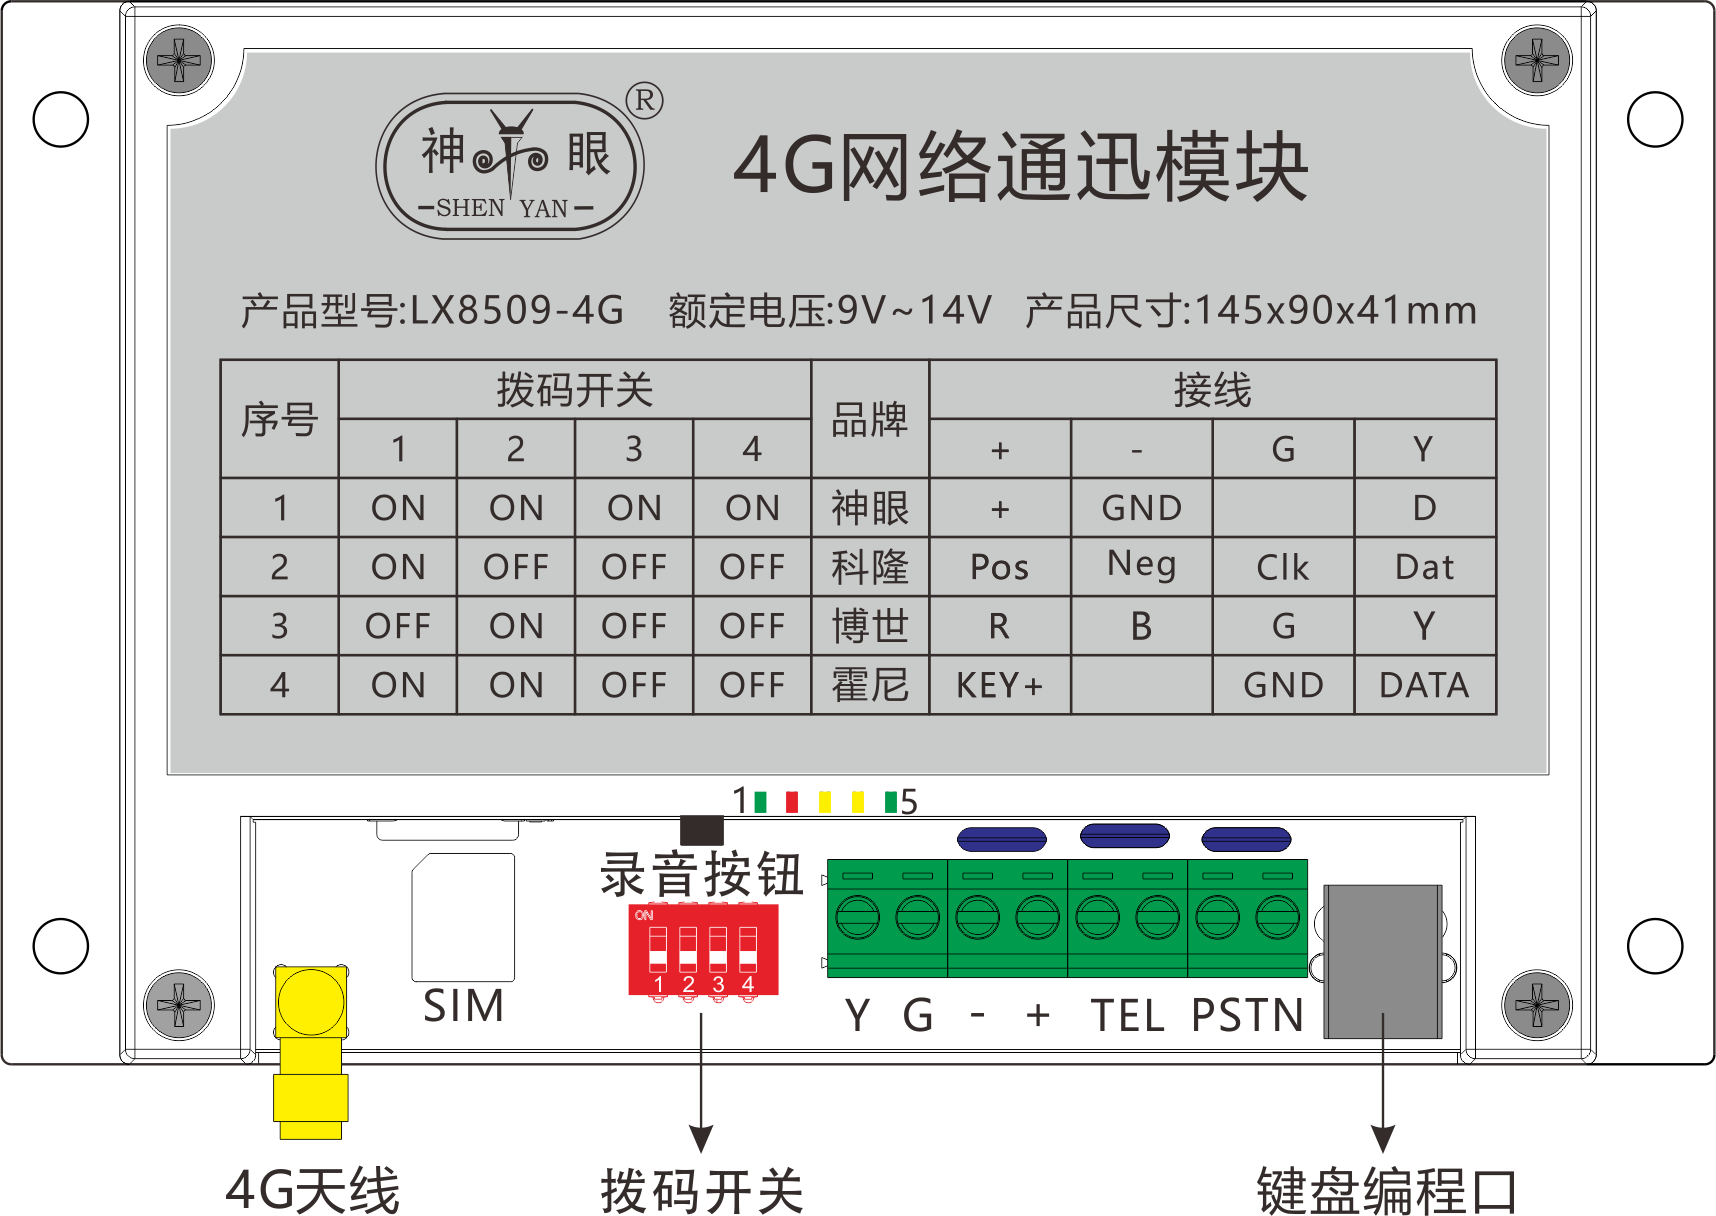 神 眼 ®
SHEN YAN
4G网络通迅模块
产品型号:LX8509-4G 额定电压:9V~14V 产品尺寸:145x90x41mm
序号 拨码开关 品牌 接线
1 2 3 4 + - G Y
1 ON ON ON ON 神眼 + GND D
2 ON OFF OFF OFF 科隆 Pos Neg Clk Dat
3 OFF ON OFF OFF 博世 R B G Y
4 ON ON OFF OFF 霍尼 KEY+ GND DATA
1 5
录音按钮
ON
1 2 3 4
SIM
Y G - + TEL PSTN
4G天线 拨码开关 键盘编程口